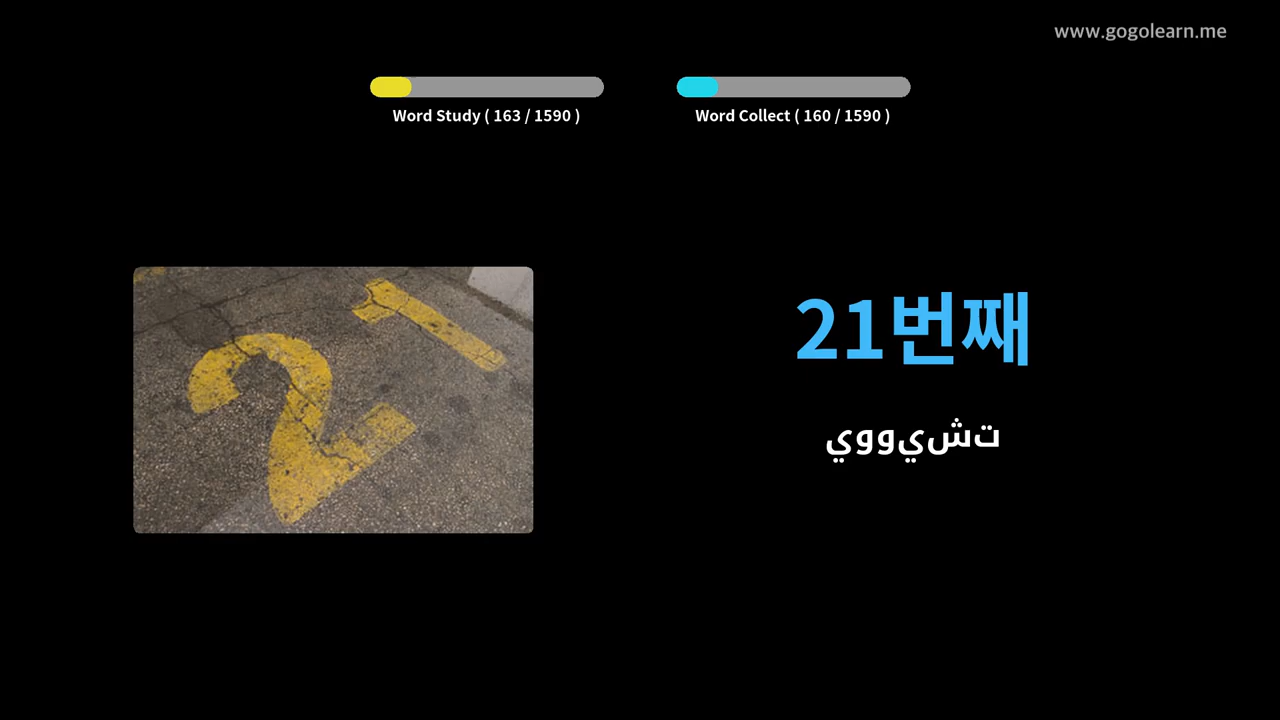 www.gogolearn.me
Word Study ( 163 / 1590 )
Word Collect ( 160 / 1590 )
21
21번째
تشيووي